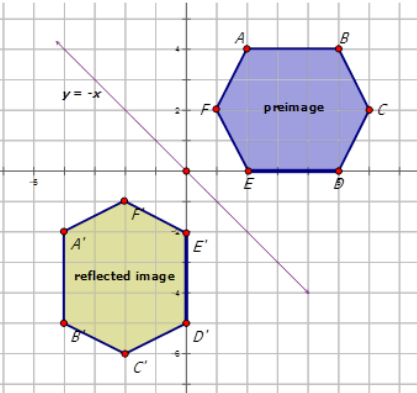 A
B
4
y = -x
F
2
preimage
C
-5
E
D
F'
A'
-2
E'
reflected image
-4
B'
D'
C'
-6